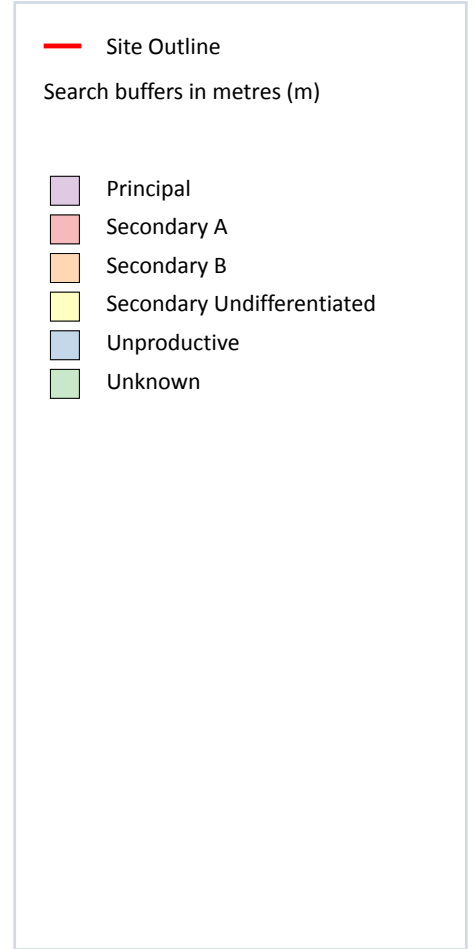 Site Outline
Search buffers in metres (m)
Principal
Secondary A
Secondary B
Secondary Undifferentiated
Unproductive
Unknown